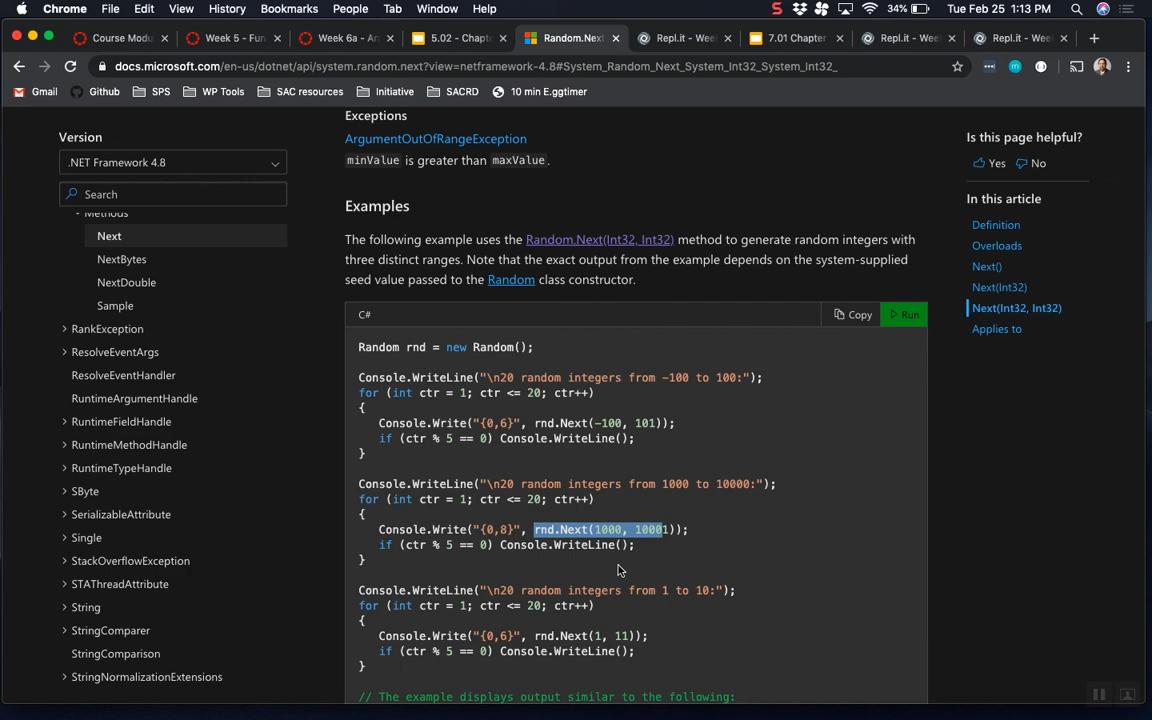 Chrome File Edit View History Bookmarks People Tab Window Help 34% Tue Feb 25 1:13 PM
Course Modu Week 5 - Fun Week 6a - Ar 5.02 - Chapte Random.Next Repl.it - Wee 7.01 Chapter Repl.it - Wee Repl.it - Wee
docs.microsoft.com/en-us/dotnet/api/system.random.next?view=netframework-4.8#System_Random_Next_System_Int32_System_Int32_
Gmail Github SPS WP Tools SAC resources Initiative SACRD 10 min E.ggtimer
Version
.NET Framework 4.8
Search
Methods
Next
NextBytes
NextDouble
Sample
RankException
ResolveEventArgs
ResolveEventHandler
RuntimeArgumentHandle
RuntimeFieldHandle
RuntimeMethodHandle
RuntimeTypeHandle
SByte
SerializableAttribute
Single
StackOverflowException
STAThreadAttribute
String
StringComparer
StringComparison
StringNormalizationExtensions
Exceptions
ArgumentOutOfRangeException
minValue is greater than maxValue.
Examples
The following example uses the Random.Next(Int32, Int32) method to generate random integers with
three distinct ranges. Note that the exact output from the example depends on the system-supplied
seed value passed to the Random class constructor.
C# Copy Run
Random rnd = new Random();
Console.WriteLine("\n20 random integers from -100 to 100:");
for (int ctr = 1; ctr <= 20; ctr++)
{
Console.Write("{0,6}", rnd.Next(-100, 101));
if (ctr % 5 == 0) Console.WriteLine();
}
Console.WriteLine("\n20 random integers from 1000 to 10000:");
for (int ctr = 1; ctr <= 20; ctr++)
{
Console.Write("{0,8}", rnd.Next(1000, 10001));
if (ctr % 5 == 0) Console.WriteLine();
}
Console.WriteLine("\n20 random integers from 1 to 10:");
for (int ctr = 1; ctr <= 20; ctr++)
{
Console.Write("{0,6}", rnd.Next(1, 11));
if (ctr % 5 == 0) Console.WriteLine();
}
// The example displays output similar to the following:
Is this page helpful?
Yes No
In this article
Definition
Overloads
Next()
Next(Int32)
Next(Int32, Int32)
Applies to